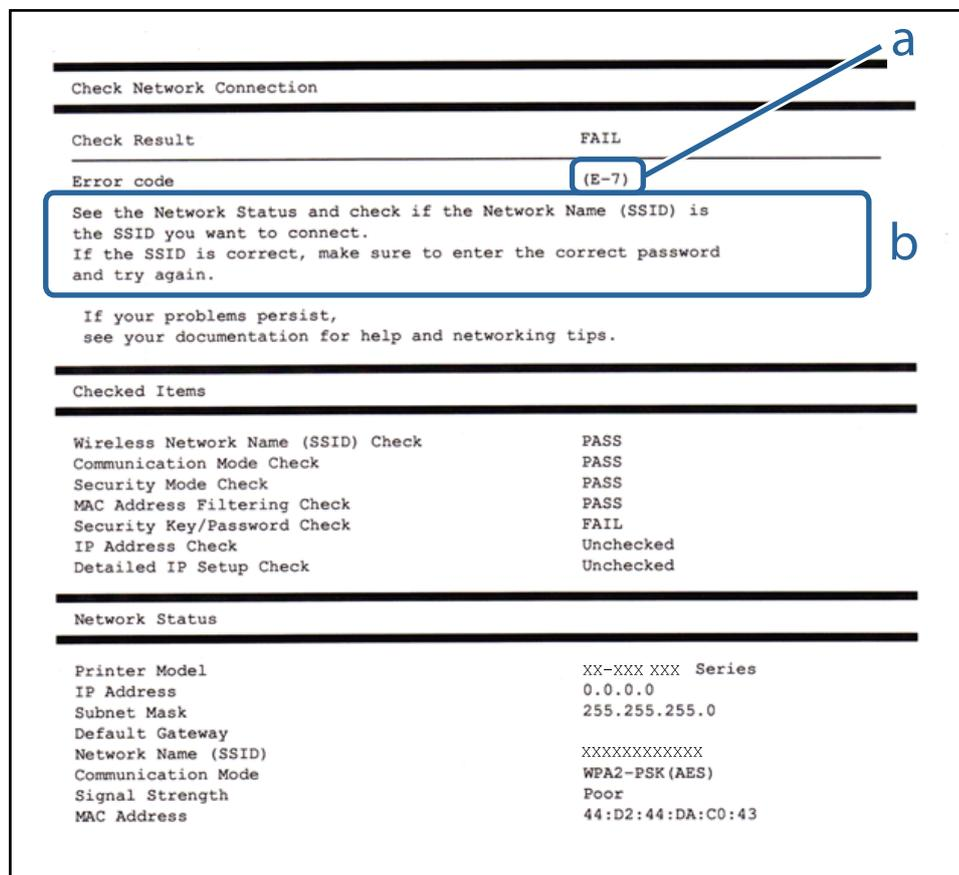 a
Check Network Connection
Check Result FAIL
Error code (E-7)
See the Network Status and check if the Network Name (SSID) is
the SSID you want to connect.
If the SSID is correct, make sure to enter the correct password
and try again.
b
If your problems persist,
see your documentation for help and networking tips.
Checked Items
Wireless Network Name (SSID) Check PASS
Communication Mode Check PASS
Security Mode Check PASS
MAC Address Filtering Check PASS
Security Key/Password Check FAIL
IP Address Check Unchecked
Detailed IP Setup Check Unchecked
Network Status
Printer Model XX-XXX XXX Series
IP Address 0.0.0.0
Subnet Mask 255.255.255.0
Default Gateway
Network Name (SSID) XXXXXXXXXXXX
Communication Mode WPA2-PSK(AES)
Signal Strength Poor
MAC Address 44:D2:44:DA:C0:43